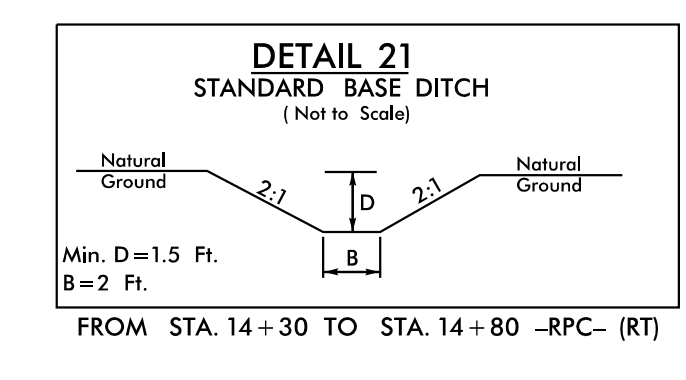 DETAIL 21
STANDARD BASE DITCH
( Not to Scale)
Natural
Ground
2:1
D
2:1
Natural
Ground
B
Min. D=1.5 Ft.
B=2 Ft.
FROM STA. 14+30 TO STA. 14+80 –RPC– (RT)